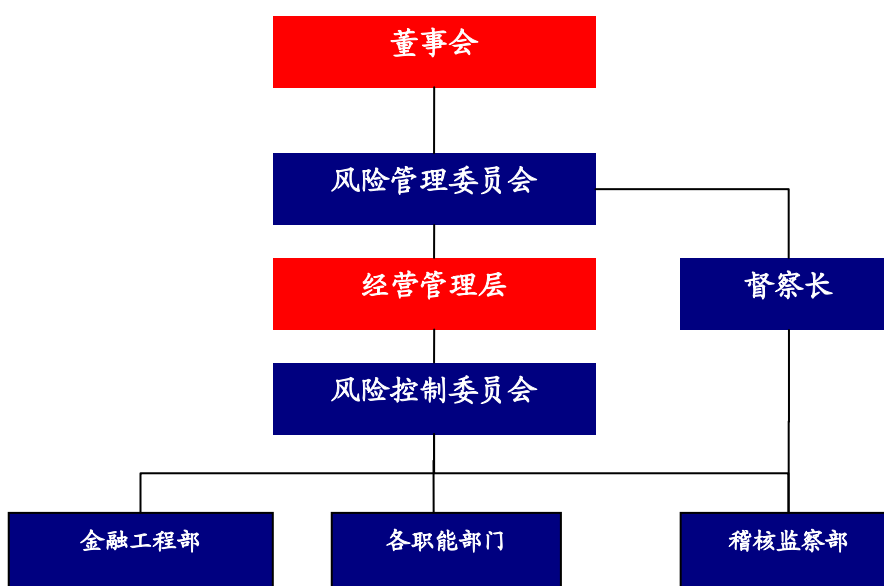 董事会
风险管理委员会
经营管理层
督察长
风险控制委员会
金融工程部
各职能部门
稽核监察部